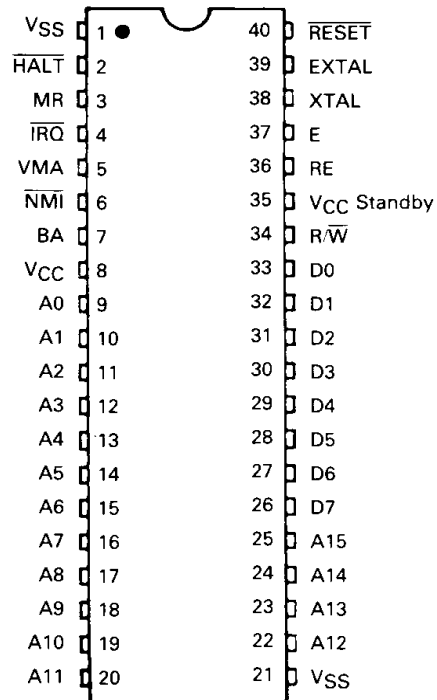 VSS 1 40 RESET
HALT 2 39 EXTAL
MR 3 38 XTAL
IRQ 4 37 E
VMA 5 36 RE
NMI 6 35 VCC Standby
BA 7 34 R/W
VCC 8 33 D0
A0 9 32 D1
A1 10 31 D2
A2 11 30 D3
A3 12 29 D4
A4 13 28 D5
A5 14 27 D6
A6 15 26 D7
A7 16 25 A15
A8 17 24 A14
A9 18 23 A13
A10 19 22 A12
A11 20 21 VSS